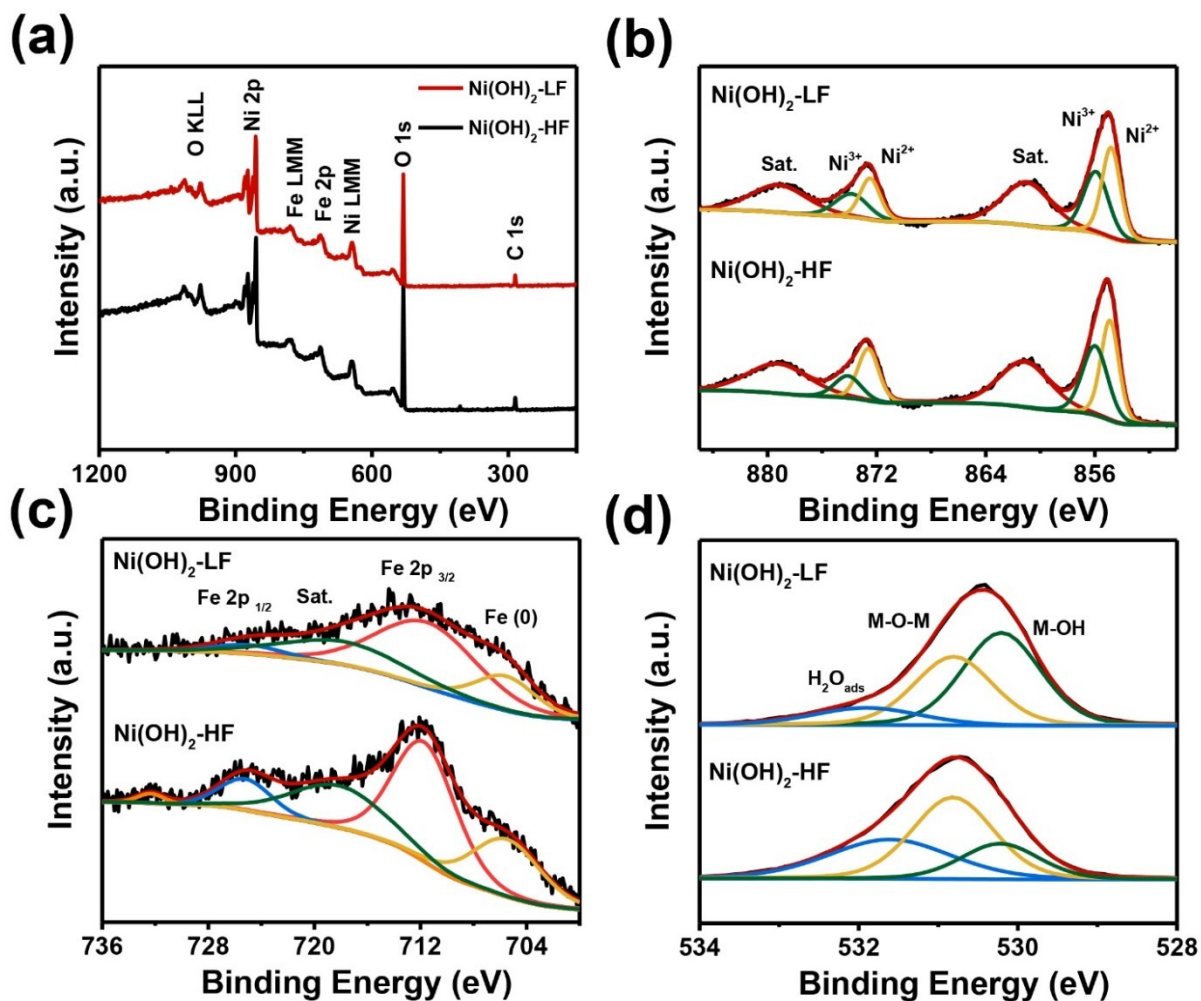 (a)
Ni(OH)2-LF
Ni(OH)2-HF
O KLL
Ni 2p
Fe LMM
Fe 2p
Ni LMM
O 1s
C 1s
Intensity (a.u.)
1200 900 600 300
Binding Energy (eV)
(b)
Ni(OH)2-LF
Sat. Ni3+ Ni2+ Sat. Ni3+ Ni2+
Ni(OH)2-HF
Intensity (a.u.)
880 872 864 856
Binding Energy (eV)
(c)
Ni(OH)2-LF
Fe 2p 1/2 Sat. Fe 2p 3/2 Fe (0)
Ni(OH)2-HF
Intensity (a.u.)
736 728 720 712 704
Binding Energy (eV)
(d)
Ni(OH)2-LF
H2Oads M-O-M M-OH
Ni(OH)2-HF
Intensity (a.u.)
534 532 530 528
Binding Energy (eV)